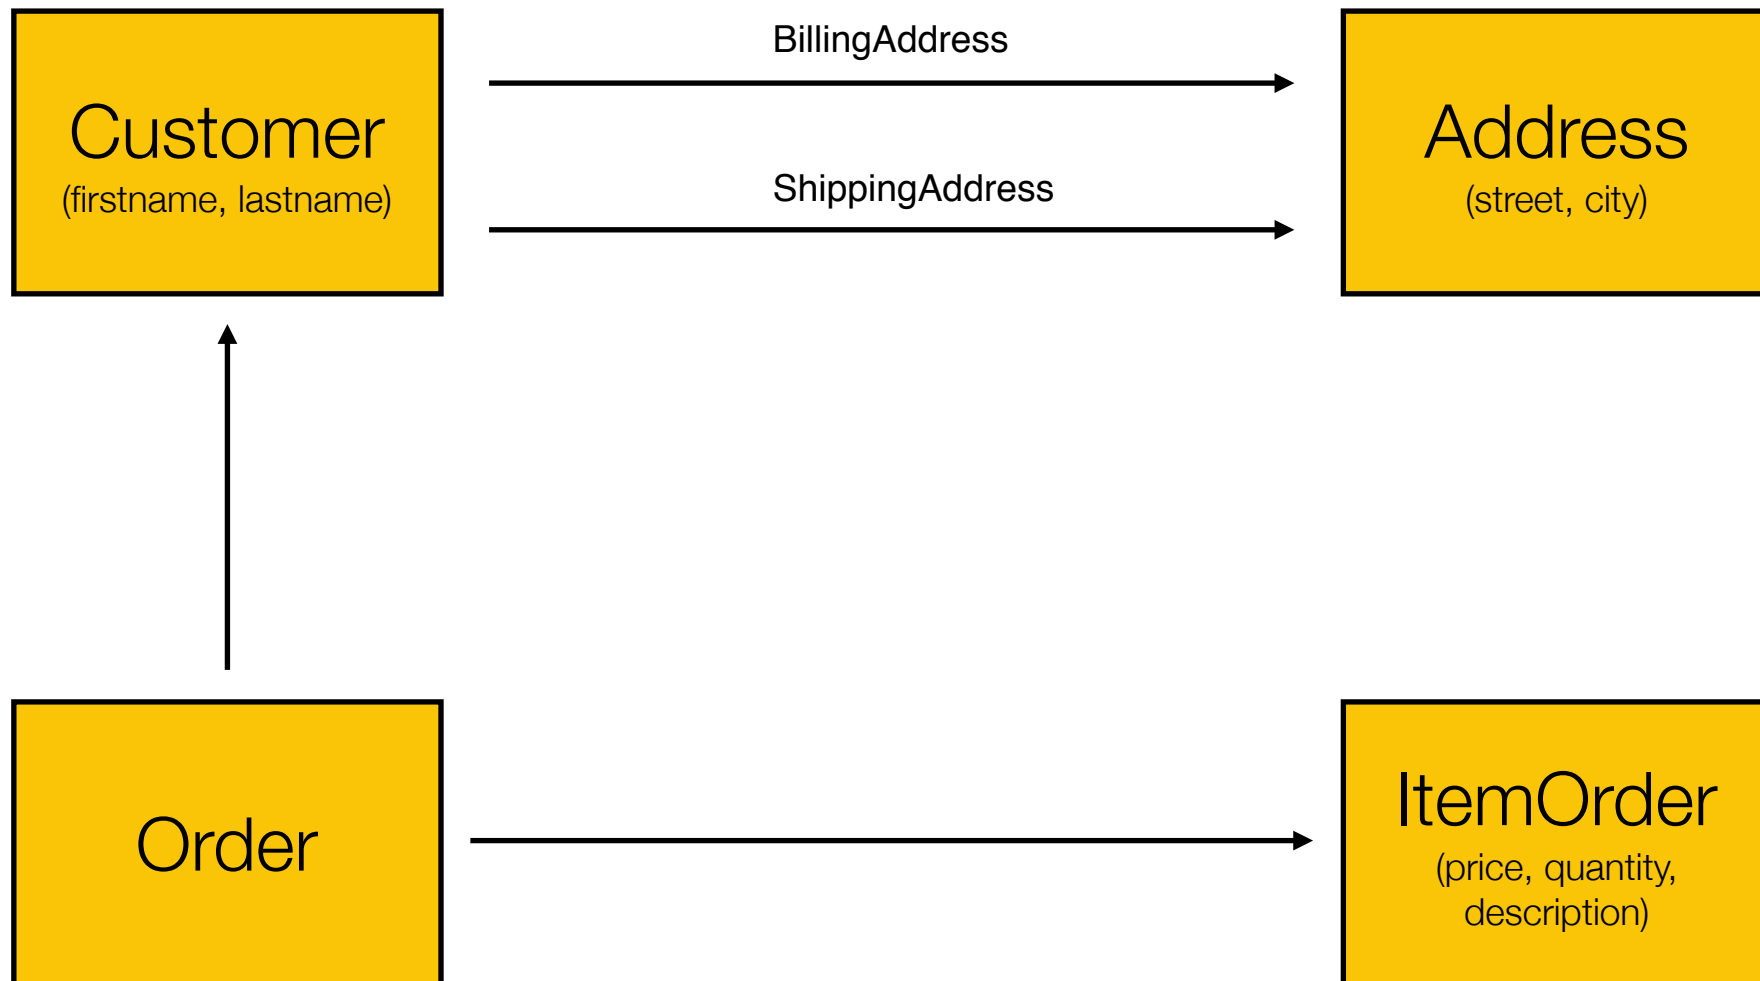 BillingAddress
Customer
(firstname, lastname)
Address
(street, city)
ShippingAddress
Order
ItemOrder
(price, quantity,
description)